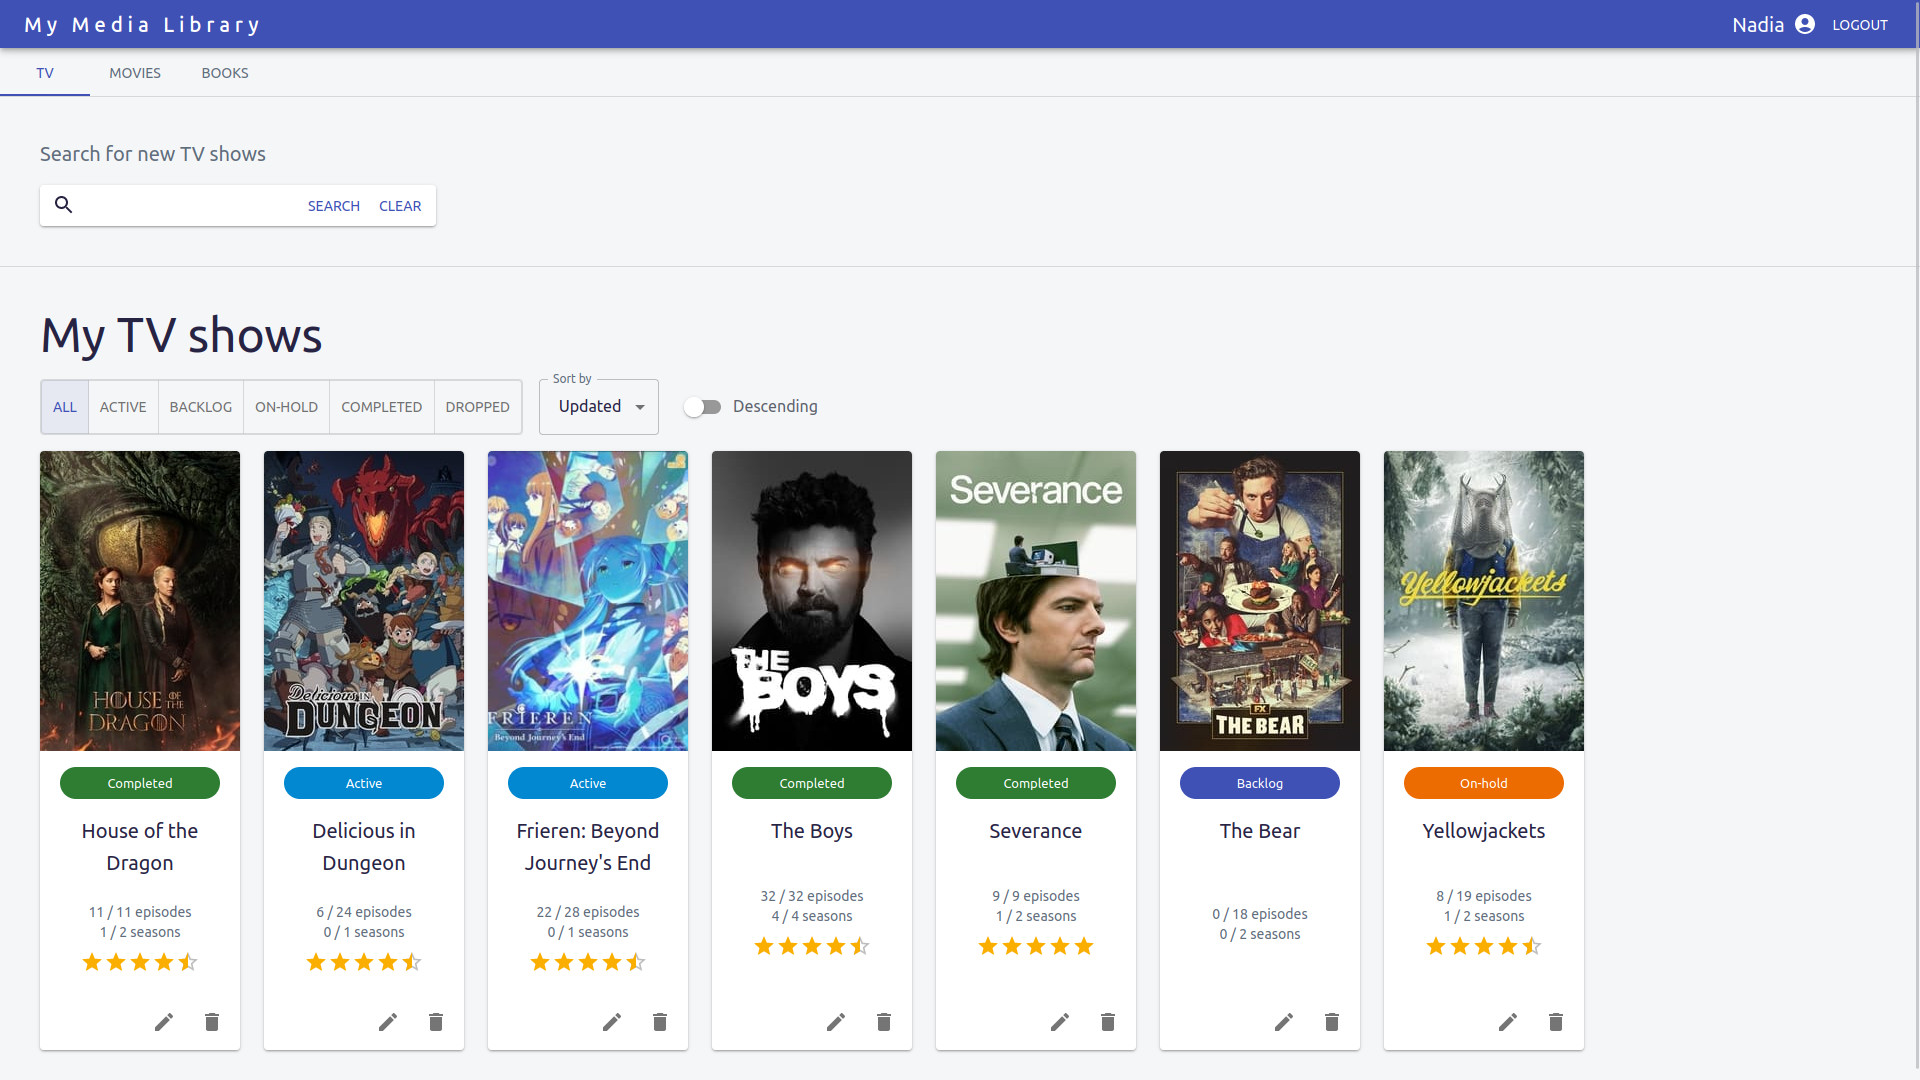 My Media Library
Nadia
LOGOUT
TV
MOVIES
BOOKS
Search for new TV shows
SEARCH
CLEAR
My TV shows
ALL
ACTIVE
BACKLOG
ON-HOLD
COMPLETED
DROPPED
Sort by
Updated
Descending
HOUSE OF THE
DRAGON
Completed
House of the
Dragon
11 / 11 episodes
1 / 2 seasons
Delicious IN
DUNGEON
Active
Delicious in
Dungeon
6 / 24 episodes
0 / 1 seasons
FRIEREN
Beyond Journey's End
Active
Frieren: Beyond
Journey's End
22 / 28 episodes
0 / 1 seasons
THE
BOYS
Completed
The Boys
32 / 32 episodes
4 / 4 seasons
Severance
Completed
Severance
9 / 9 episodes
1 / 2 seasons
FX
THE BEAR
Backlog
The Bear
0 / 18 episodes
0 / 2 seasons
Yellowjackets
On-hold
Yellowjackets
8 / 19 episodes
1 / 2 seasons